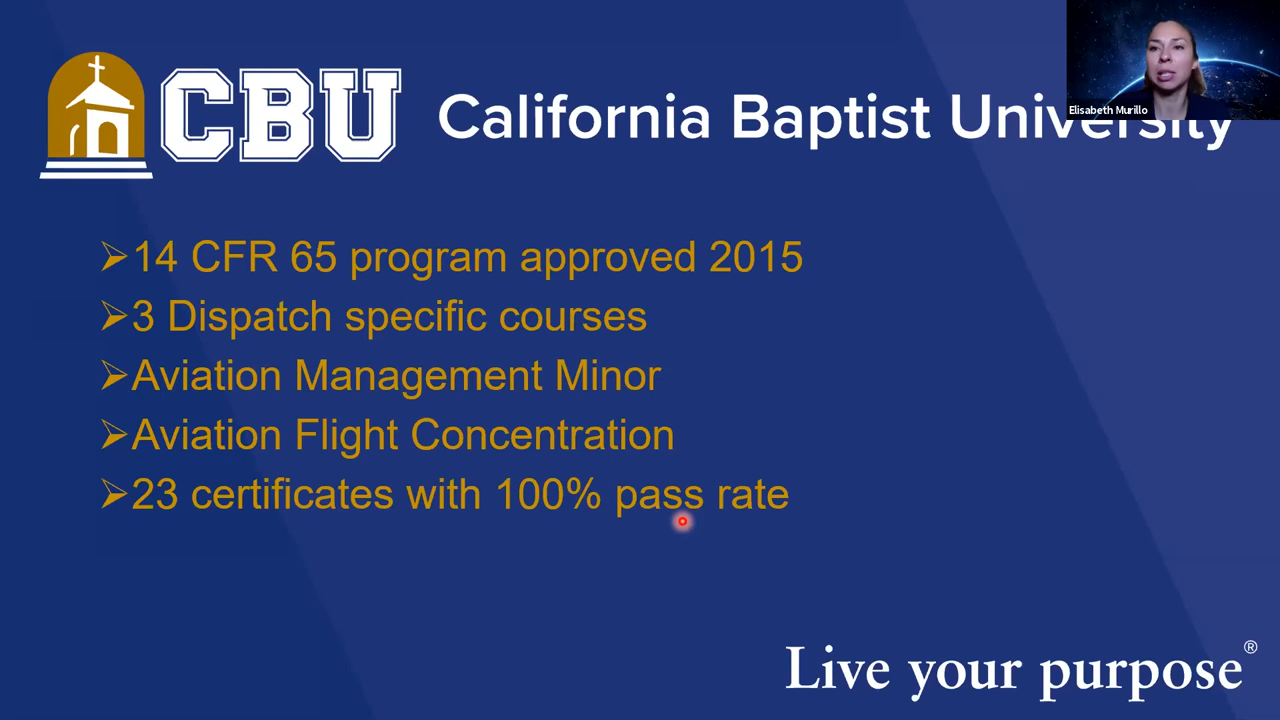 CBU California Baptist University
Elisabeth Murillo
➢14 CFR 65 program approved 2015
➢3 Dispatch specific courses
➢Aviation Management Minor
➢Aviation Flight Concentration
➢23 certificates with 100% pass rate
Live your purpose®